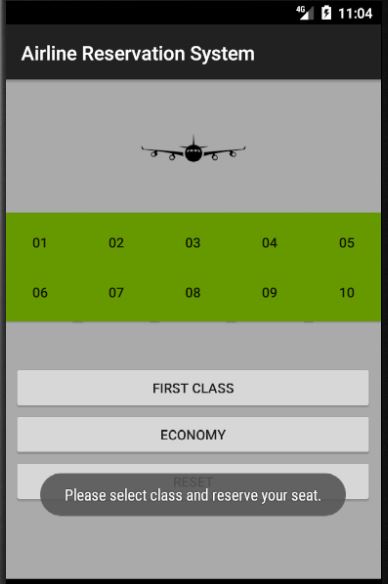 4G 11:04
Airline Reservation System
01 02 03 04 05
06 07 08 09 10
FIRST CLASS
ECONOMY
RESET
Please select class and reserve your seat.